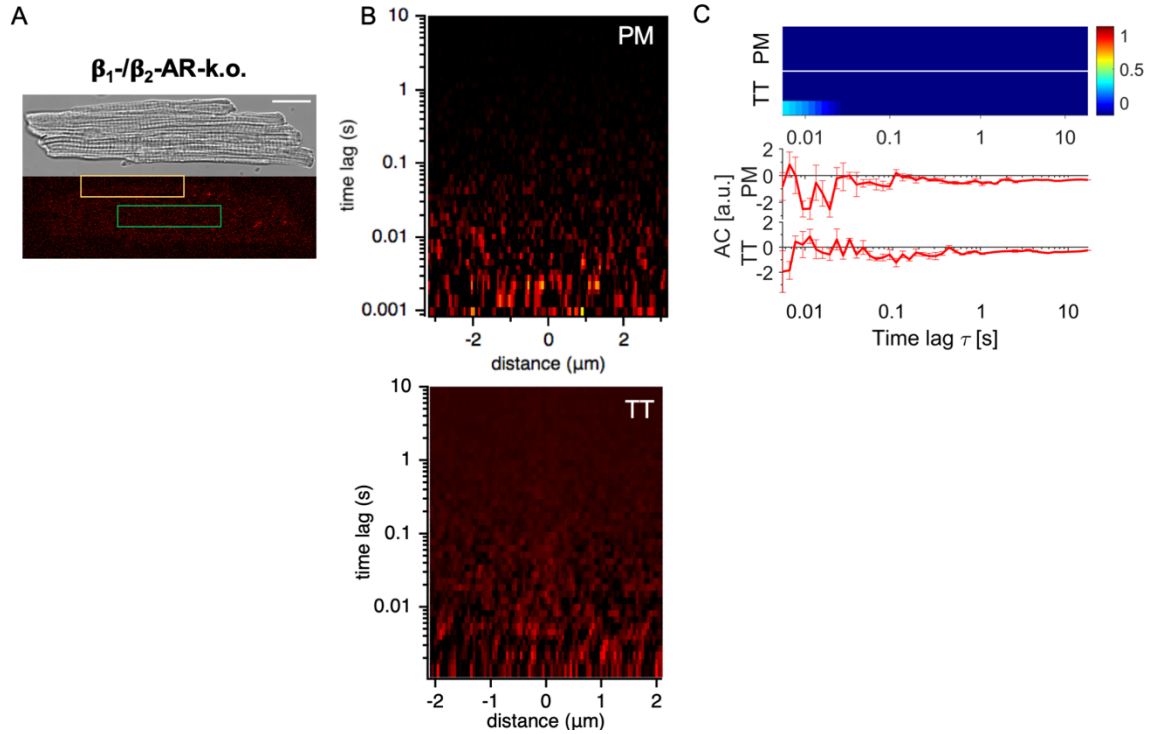 A
β₁-/β₂-AR-k.o.
B
PM
10
1
0.1
0.01
0.001
time lag (s)
-2
0
2
distance (µm)
TT
10
1
0.1
0.01
time lag (s)
-2
-1
0
1
2
distance (µm)
C
PM
TT
0.01
0.1
1
10
1
0.5
0
2
0
-2
2
0
-2
AC [a.u.]
PM
TT
0.01
0.1
1
10
Time lag τ [s]